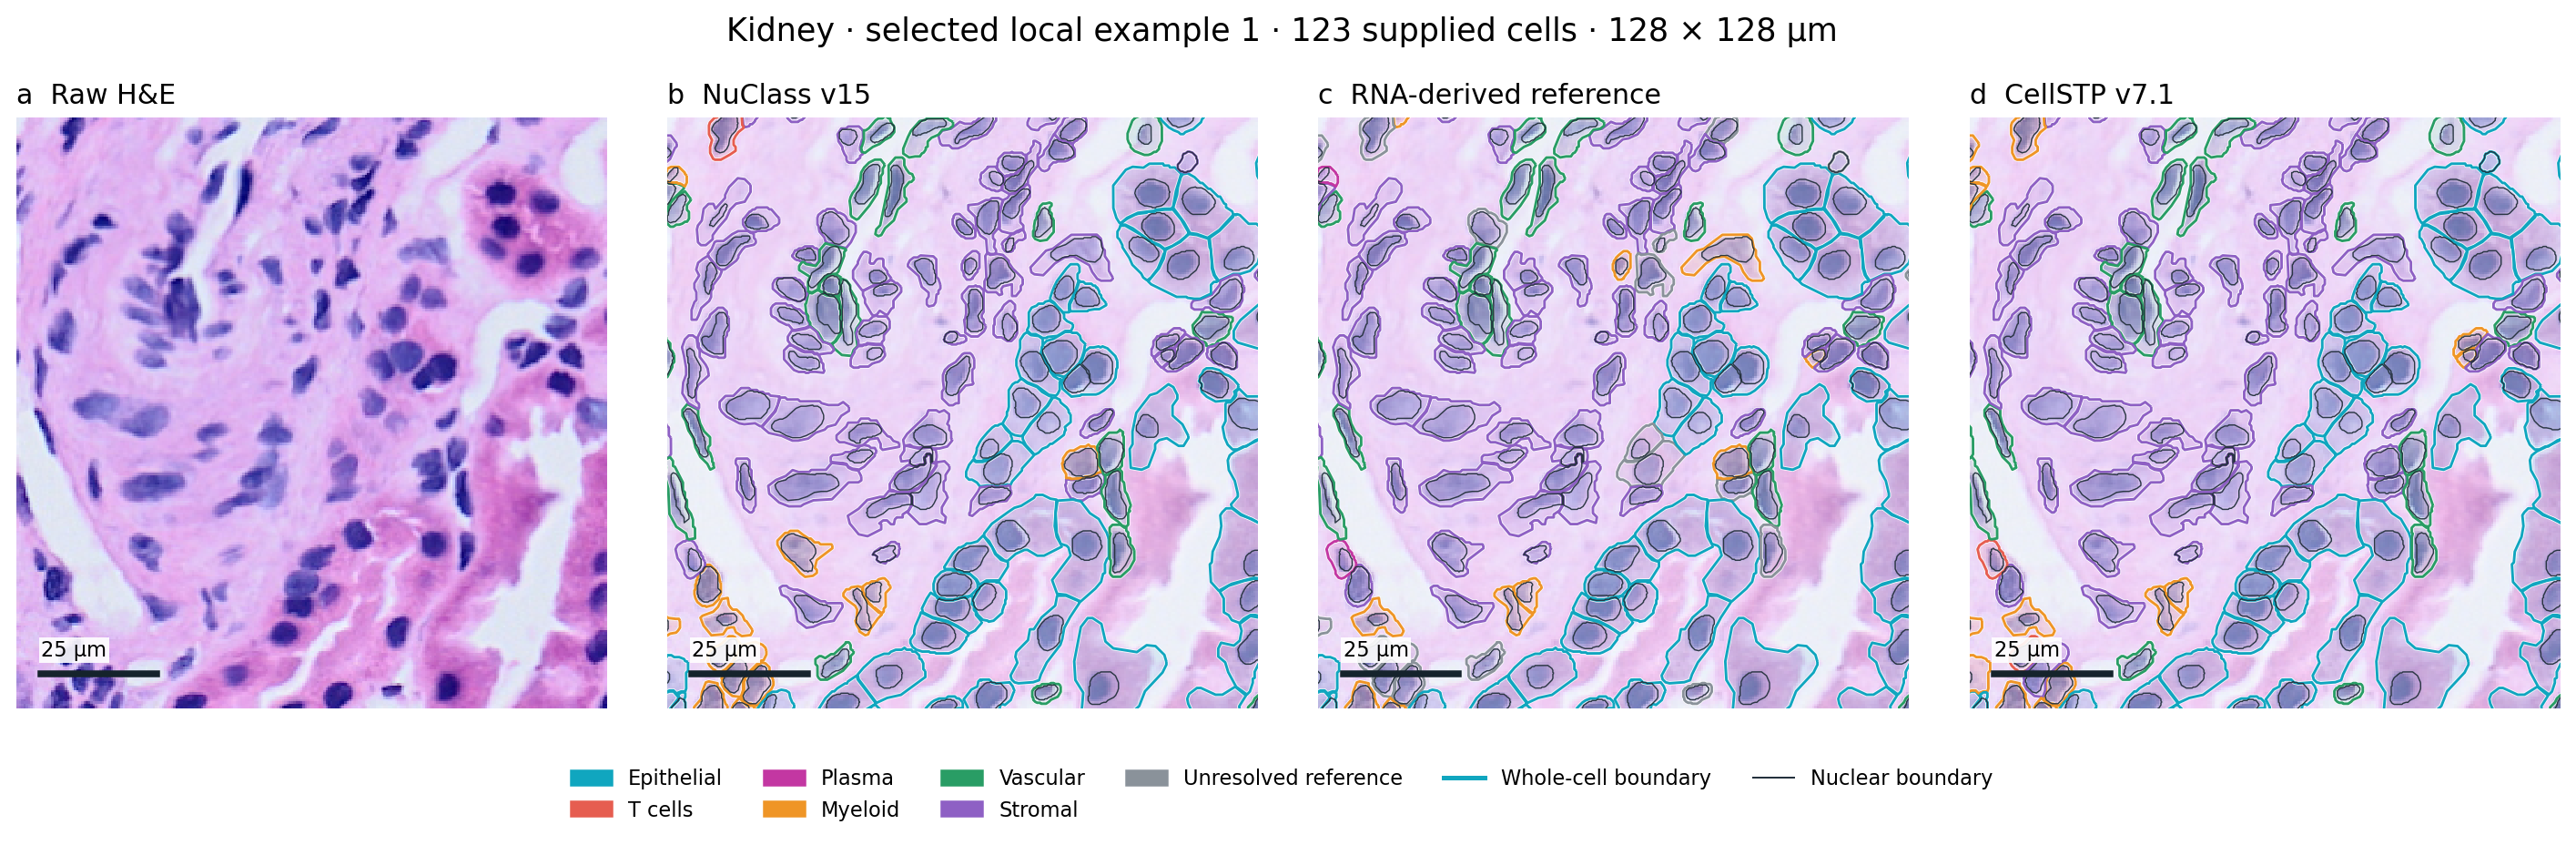 Kidney · selected local example 1 · 123 supplied cells · 128 × 128 µm
a Raw H&E
b NuClass v15
c RNA-derived reference
d CellSTP v7.1
25 µm
25 µm
25 µm
25 µm
Epithelial
T cells
Plasma
Myeloid
Vascular
Stromal
Unresolved reference
Whole-cell boundary
Nuclear boundary